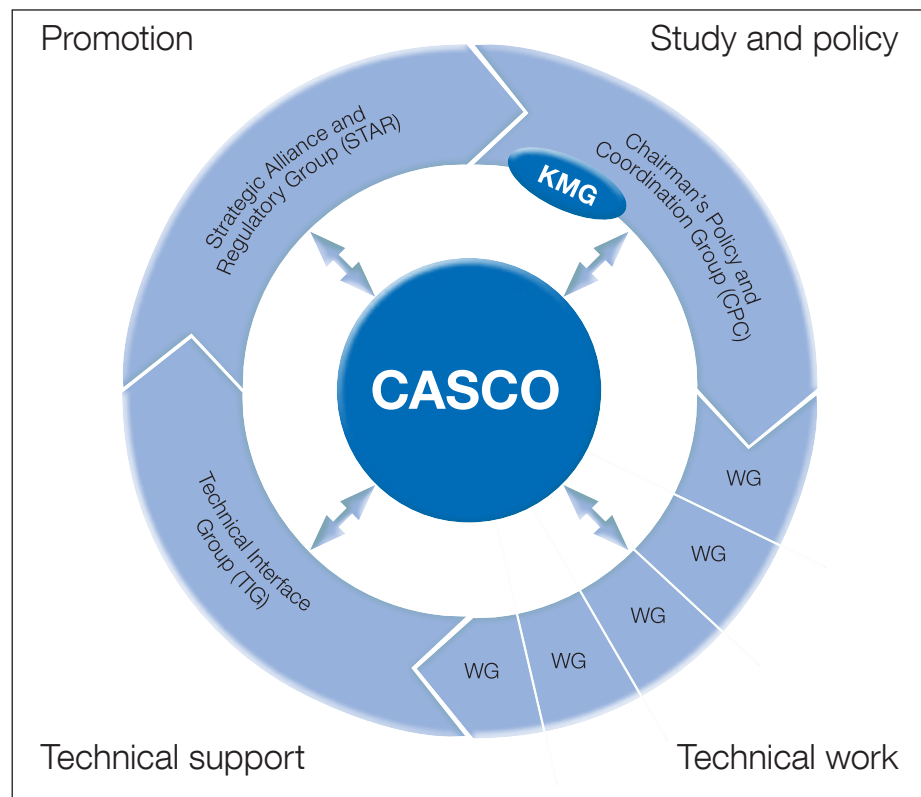 Promotion
Study and policy
Strategic Alliance and
Regulatory Group (STAR)
KMG
Chairman's Policy and
Coordination Group (CPC)
CASCO
WG
WG
WG
WG
WG
Technical Interface
Group (TIG)
Technical support
Technical work